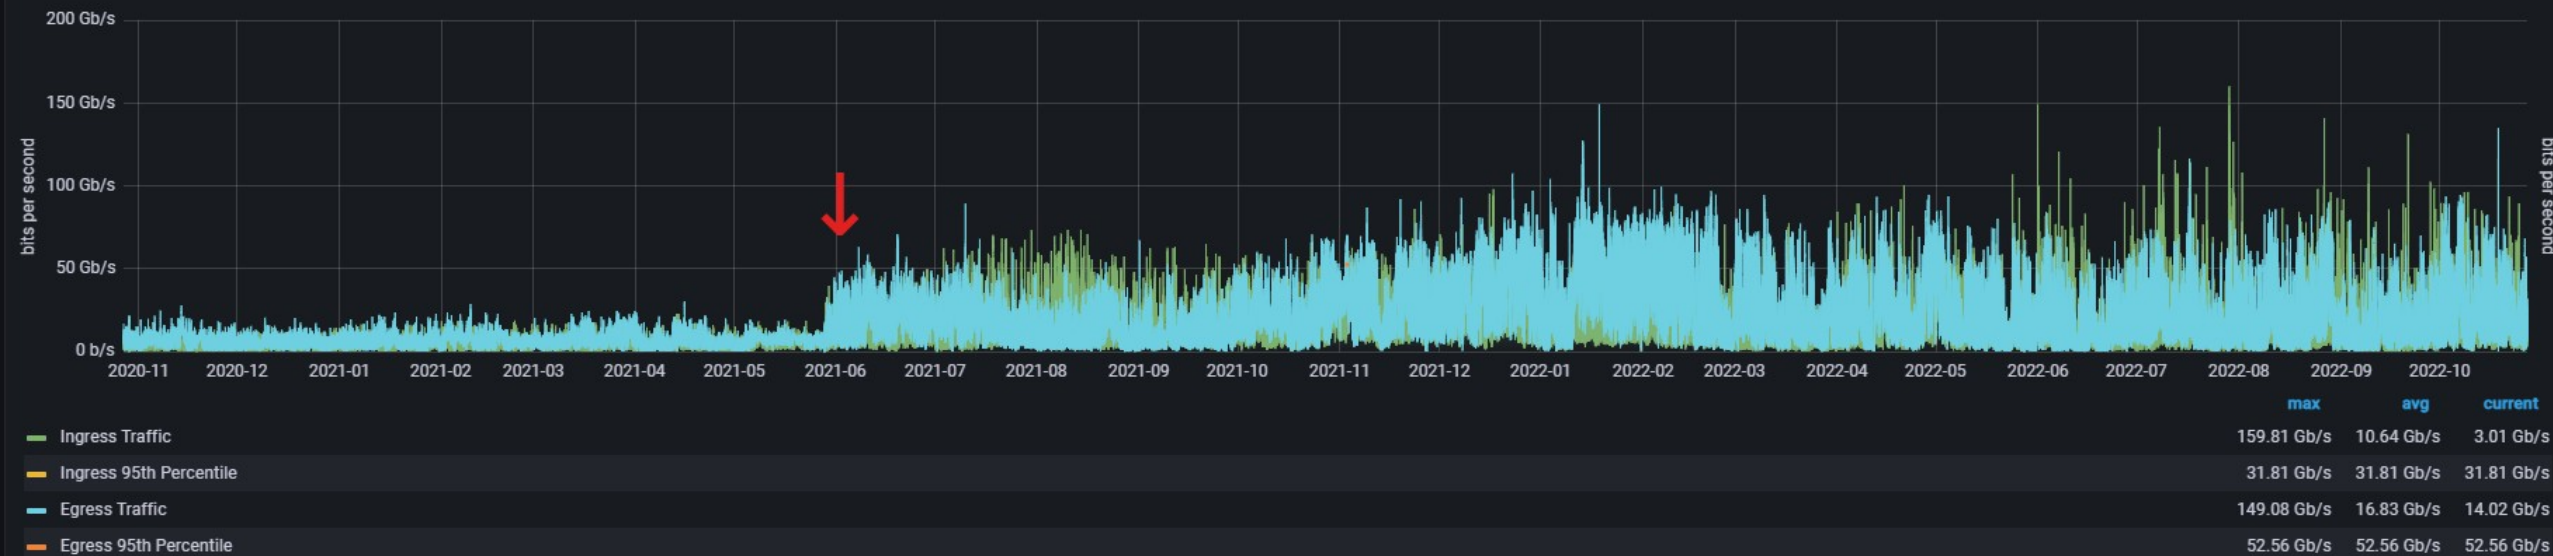 200 Gb/s
150 Gb/s
100 Gb/s
50 Gb/s
0 b/s
bits per second
bits per second
2020-11 2020-12 2021-01 2021-02 2021-03 2021-04 2021-05 2021-06 2021-07 2021-08 2021-09 2021-10 2021-11 2021-12 2022-01 2022-02 2022-03 2022-04 2022-05 2022-06 2022-07 2022-08 2022-09 2022-10
max avg current
Ingress Traffic 159.81 Gb/s 10.64 Gb/s 3.01 Gb/s
Ingress 95th Percentile 31.81 Gb/s 31.81 Gb/s 31.81 Gb/s
Egress Traffic 149.08 Gb/s 16.83 Gb/s 14.02 Gb/s
Egress 95th Percentile 52.56 Gb/s 52.56 Gb/s 52.56 Gb/s